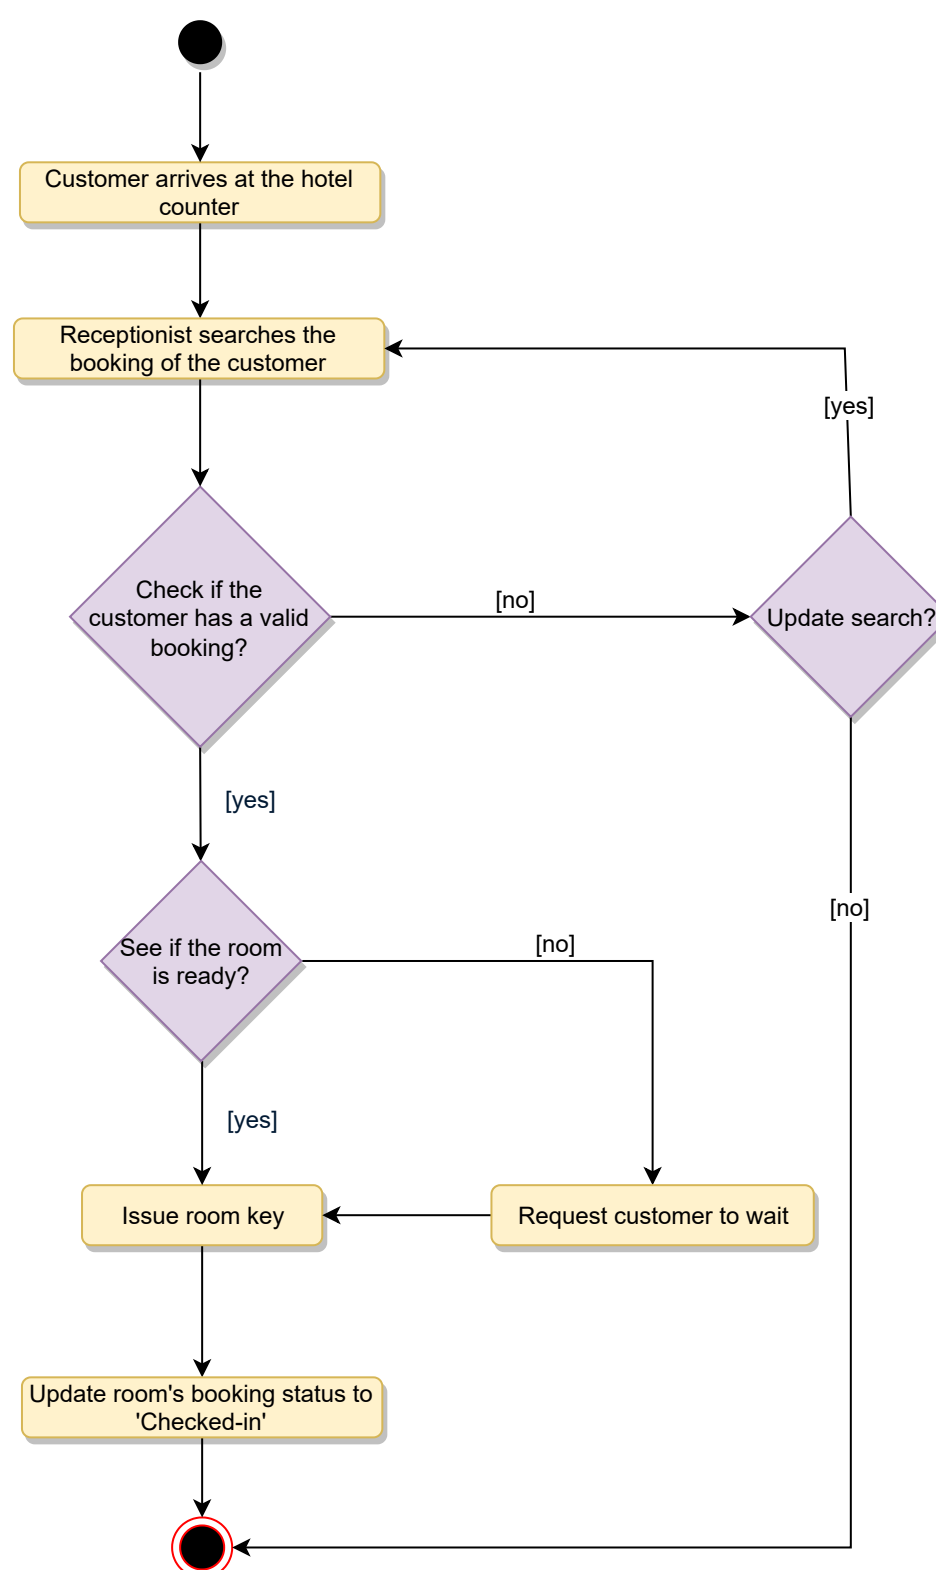 Customer arrives at the hotel
counter
Receptionist searches the
booking of the customer
[yes]
Check if the
customer has a valid
booking?
[no]
Update search?
[yes]
[no]
See if the room
is ready?
[no]
[yes]
Issue room key
Request customer to wait
Update room's booking status to
'Checked-in'